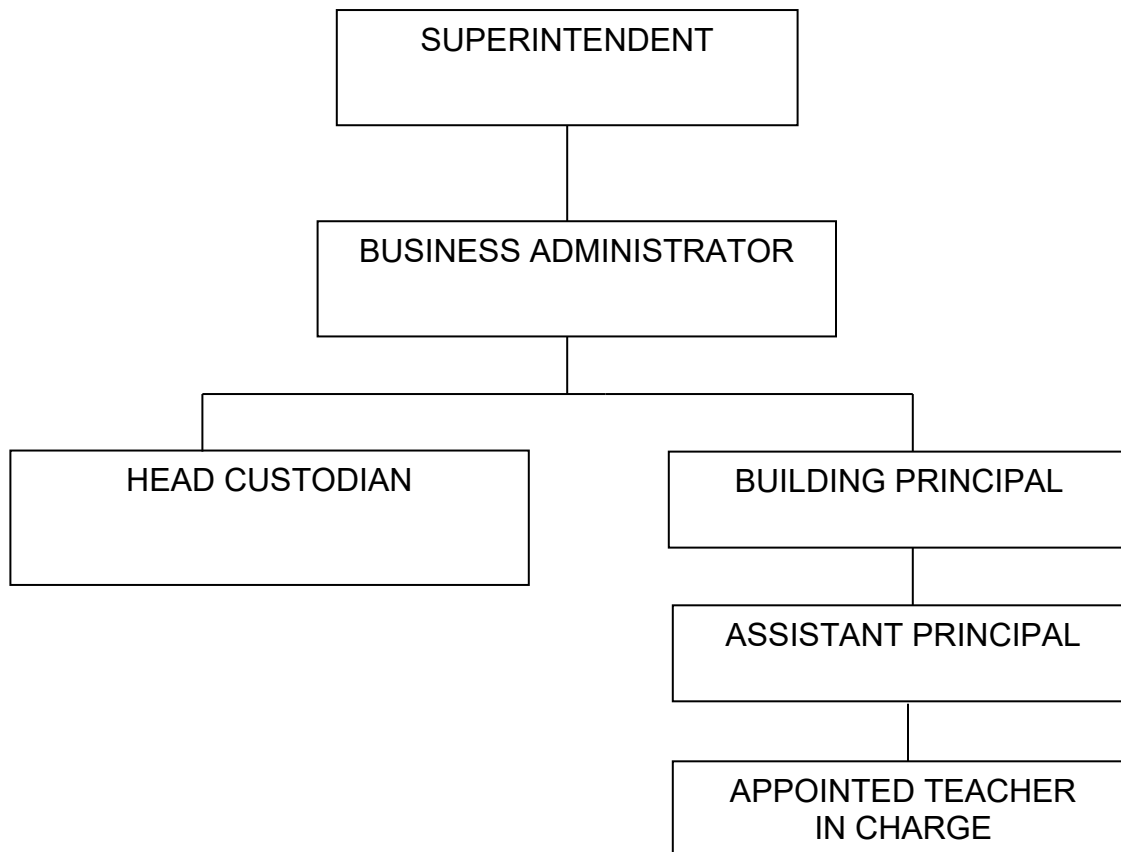 SUPERINTENDENT
BUSINESS ADMINISTRATOR
HEAD CUSTODIAN
BUILDING PRINCIPAL
ASSISTANT PRINCIPAL
APPOINTED TEACHER
IN CHARGE